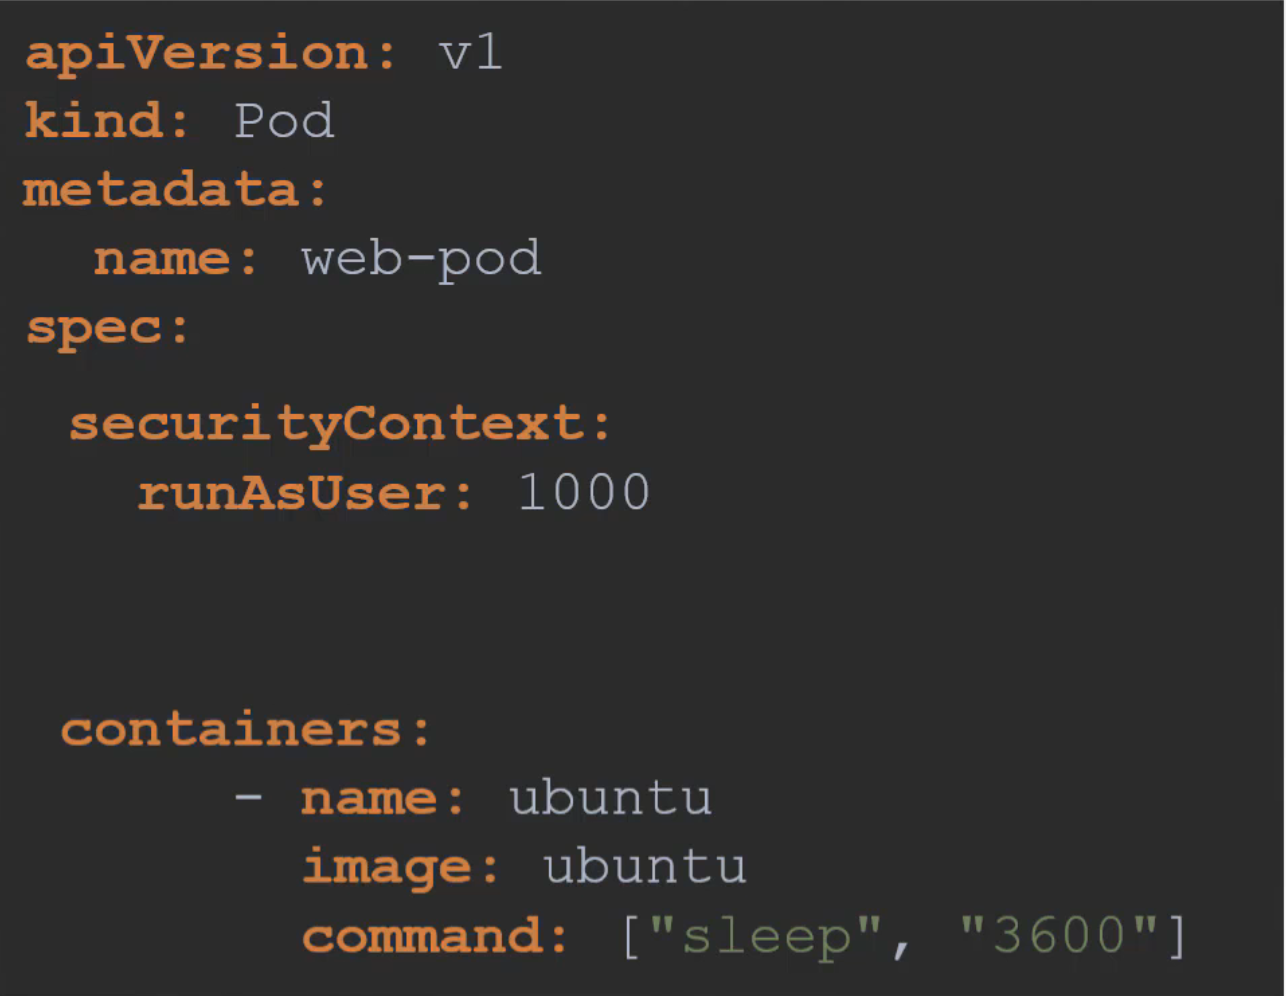 apiVersion: v1
kind: Pod
metadata:
  name: web-pod
spec:
 securityContext:
   runAsUser: 1000
 containers:
      - name: ubuntu
        image: ubuntu
        command: ["sleep", "3600"]